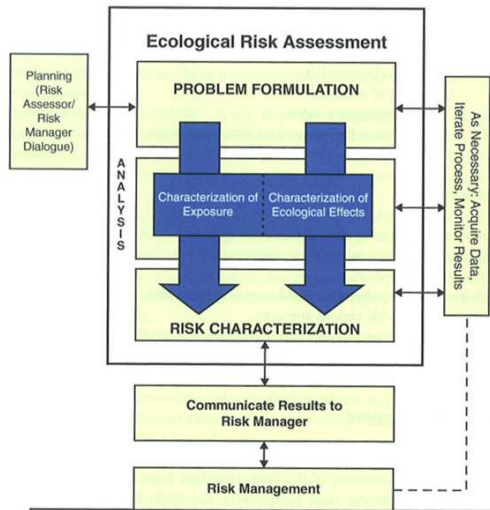 Ecological Risk Assessment
Planning
(Risk
Assessor/
Risk
Manager
Dialogue)
PROBLEM FORMULATION
ANALYSIS
Characterization of
Exposure
Characterization of
Ecological Effects
RISK CHARACTERIZATION
As Necessary: Acquire Data,
Iterate Process, Monitor Results
Communicate Results to
Risk Manager
Risk Management